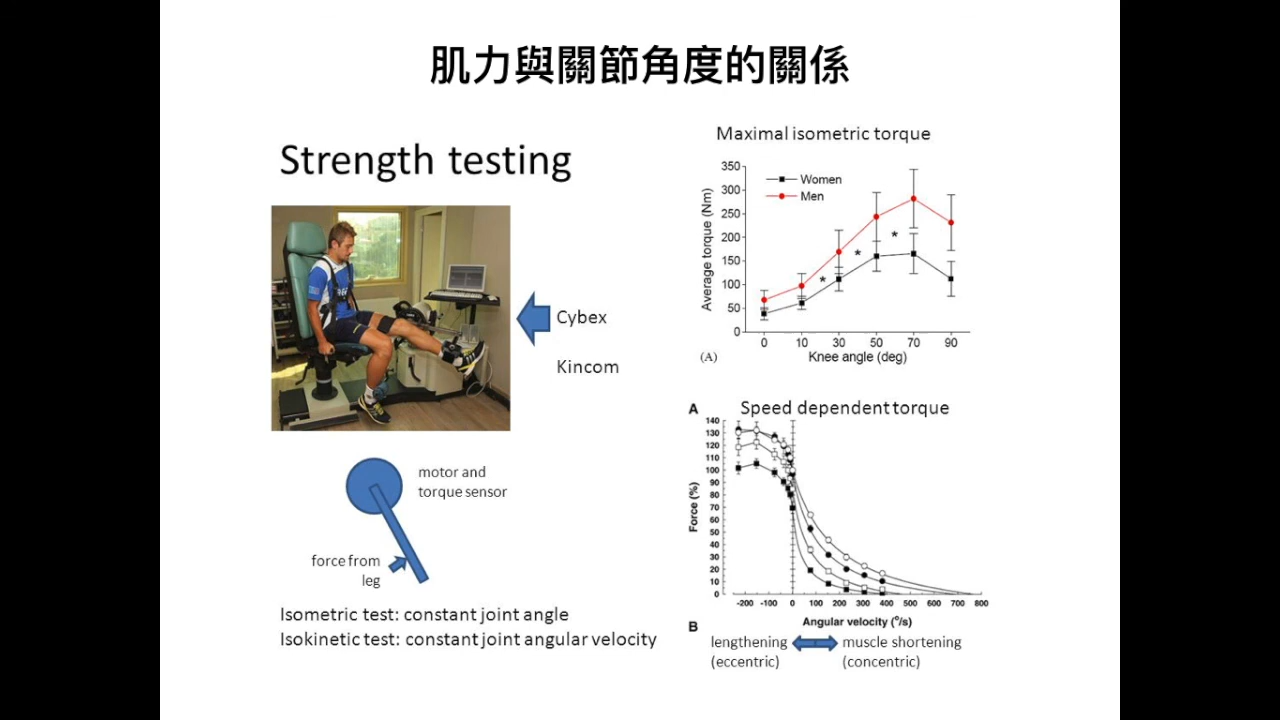 肌力與關節角度的關係
Strength testing
Cybex
Kincom
motor and
torque sensor
force from
leg
Isometric test: constant joint angle
Isokinetic test: constant joint angular velocity
Maximal isometric torque
350
300
250
200
150
100
50
0
Average torque (Nm)
Women
Men
* * *
0 10 30 50 70 90
Knee angle (deg)
(A)
A
Speed dependent torque
140
130
120
110
100
90
80
70
60
50
40
30
20
10
0
Force (%)
-200 -100 0 100 200 300 400 500 600 700 800
Angular velocity (°/s)
B
lengthening
(eccentric)
muscle shortening
(concentric)